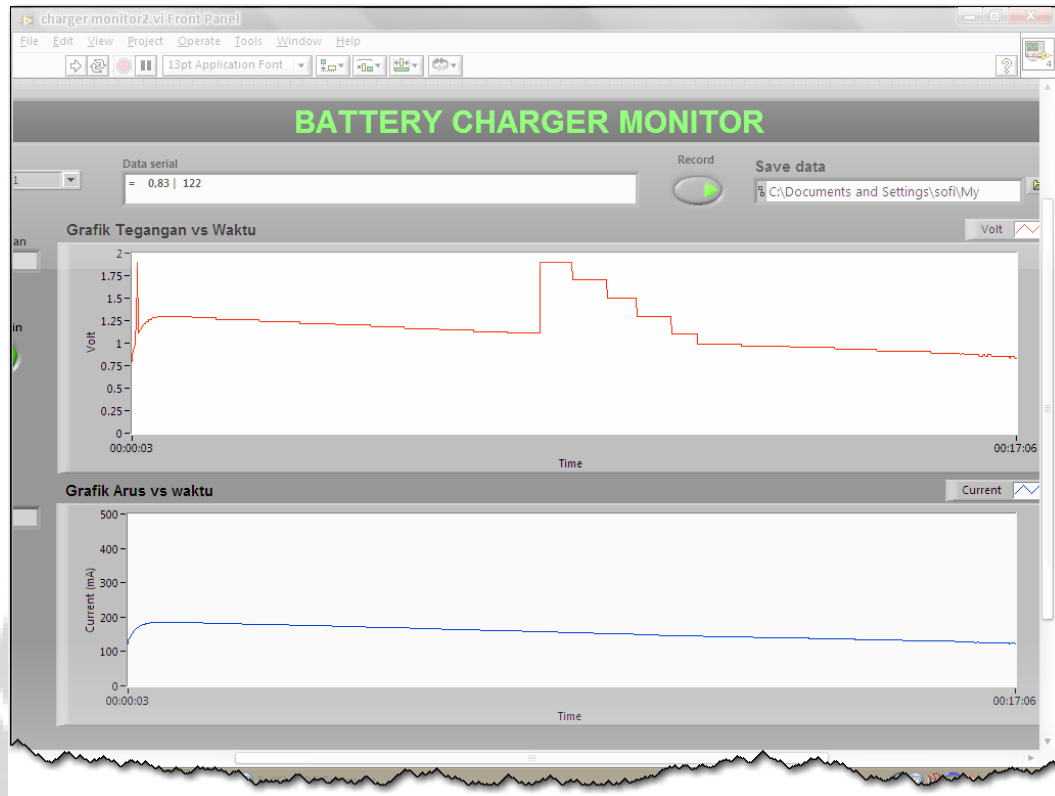 charger monitor2.vi Front Panel
File Edit View Project Operate Tools Window Help
13pt Application Font
4
BATTERY CHARGER MONITOR
1
Data serial
= 0,83 | 122
Record
Save data
C:\Documents and Settings\sofi\My
an
in
Grafik Tegangan vs Waktu
Volt
2
1.75
1.5
1.25
1
0.75
0.5
0.25
0
Volt
00:00:03
00:17:06
Time
Grafik Arus vs waktu
Current
500
400
300
200
100
0
Current (mA)
00:00:03
00:17:06
Time